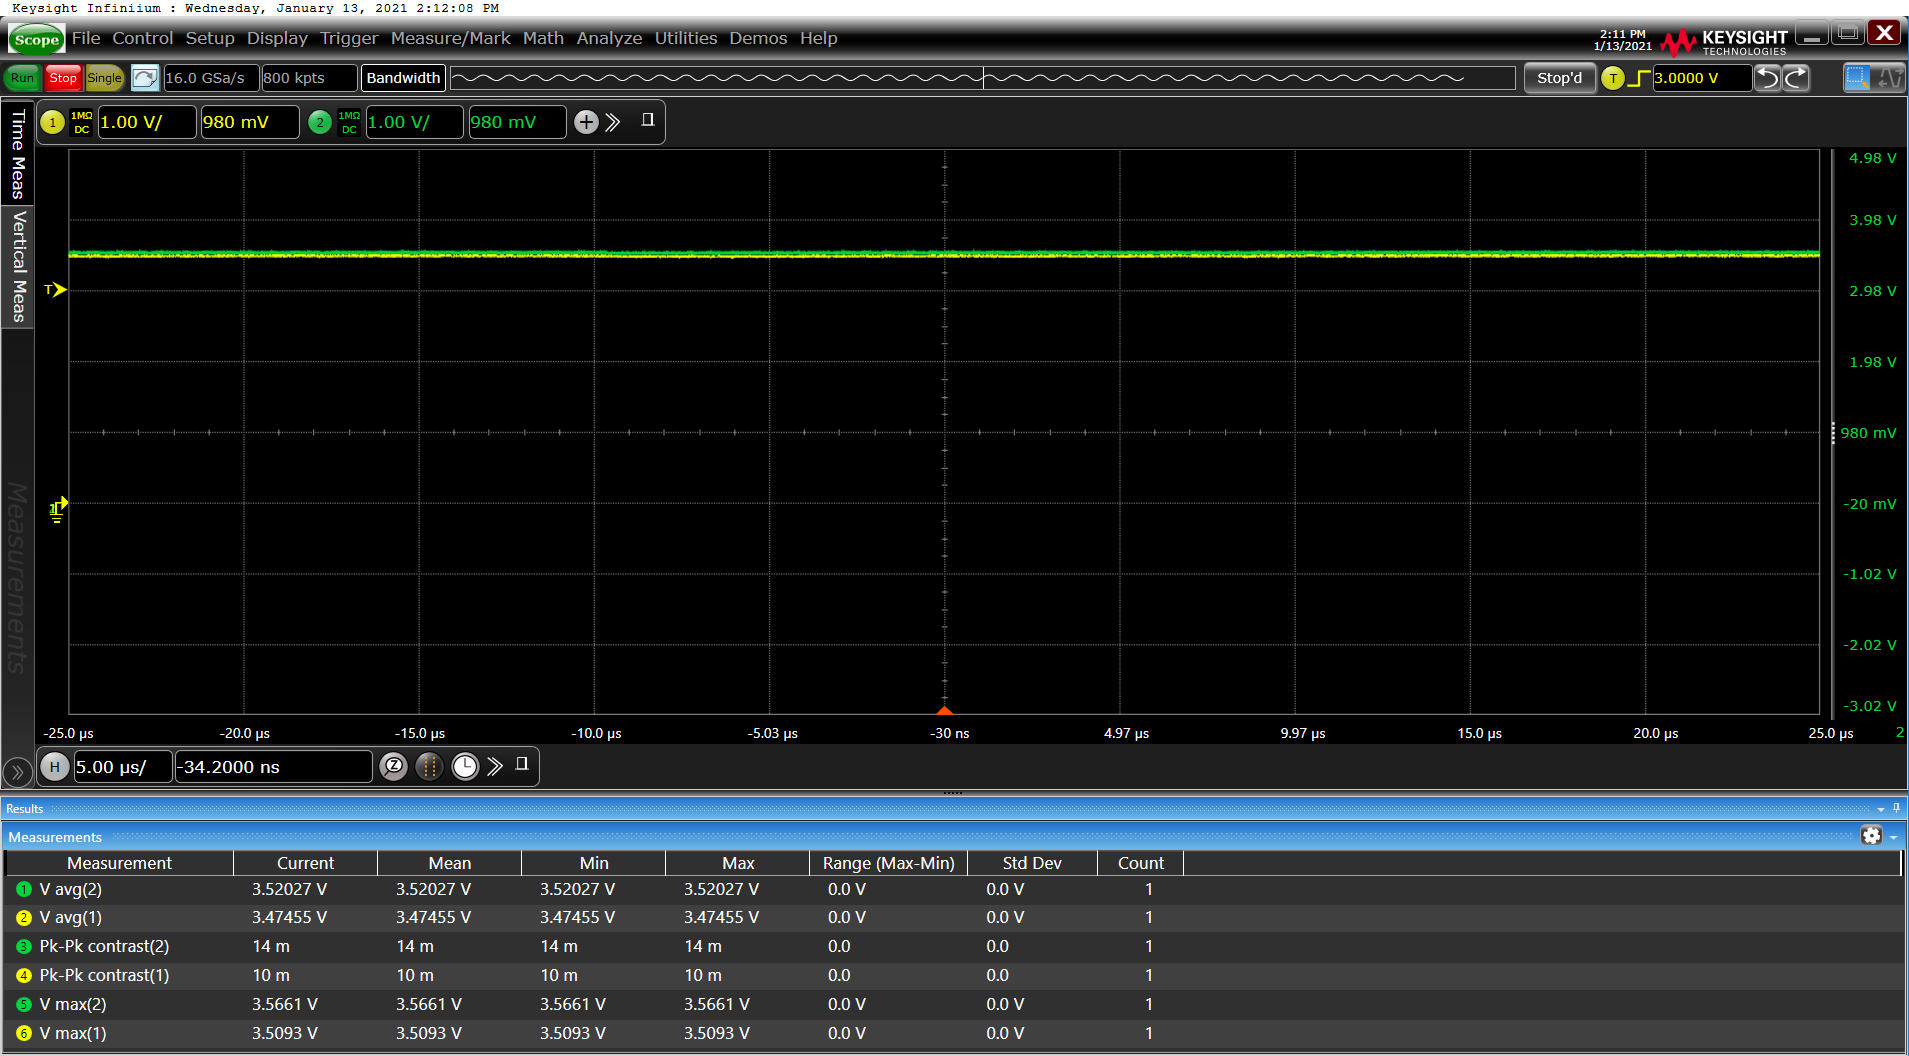 Keysight Infiniium : Wednesday, January 13, 2021 2:12:08 PM
Scope File Control Setup Display Trigger Measure/Mark Math Analyze Utilities Demos Help
2:11 PM
1/13/2021
KEYSIGHT
TECHNOLOGIES
X
Run Stop Single 16.0 GSa/s 800 kpts Bandwidth Stop'd T 3.0000 V
1 1MΩ DC 1.00 V/ 980 mV 2 1MΩ DC 1.00 V/ 980 mV
Time Meas
Vertical Meas
Measurements
4.98 V
3.98 V
T
2.98 V
1.98 V
980 mV
-20 mV
-1.02 V
-2.02 V
-3.02 V
-25.0 µs -20.0 µs -15.0 µs -10.0 µs -5.03 µs -30 ns 4.97 µs 9.97 µs 15.0 µs 20.0 µs 25.0 µs 2
H 5.00 µs/ -34.2000 ns Z
Results
Measurements
Measurement Current Mean Min Max Range (Max-Min) Std Dev Count
1 V avg(2) 3.52027 V 3.52027 V 3.52027 V 3.52027 V 0.0 V 0.0 V 1
2 V avg(1) 3.47455 V 3.47455 V 3.47455 V 3.47455 V 0.0 V 0.0 V 1
3 Pk-Pk contrast(2) 14 m 14 m 14 m 14 m 0.0 0.0 1
4 Pk-Pk contrast(1) 10 m 10 m 10 m 10 m 0.0 0.0 1
5 V max(2) 3.5661 V 3.5661 V 3.5661 V 3.5661 V 0.0 V 0.0 V 1
6 V max(1) 3.5093 V 3.5093 V 3.5093 V 3.5093 V 0.0 V 0.0 V 1